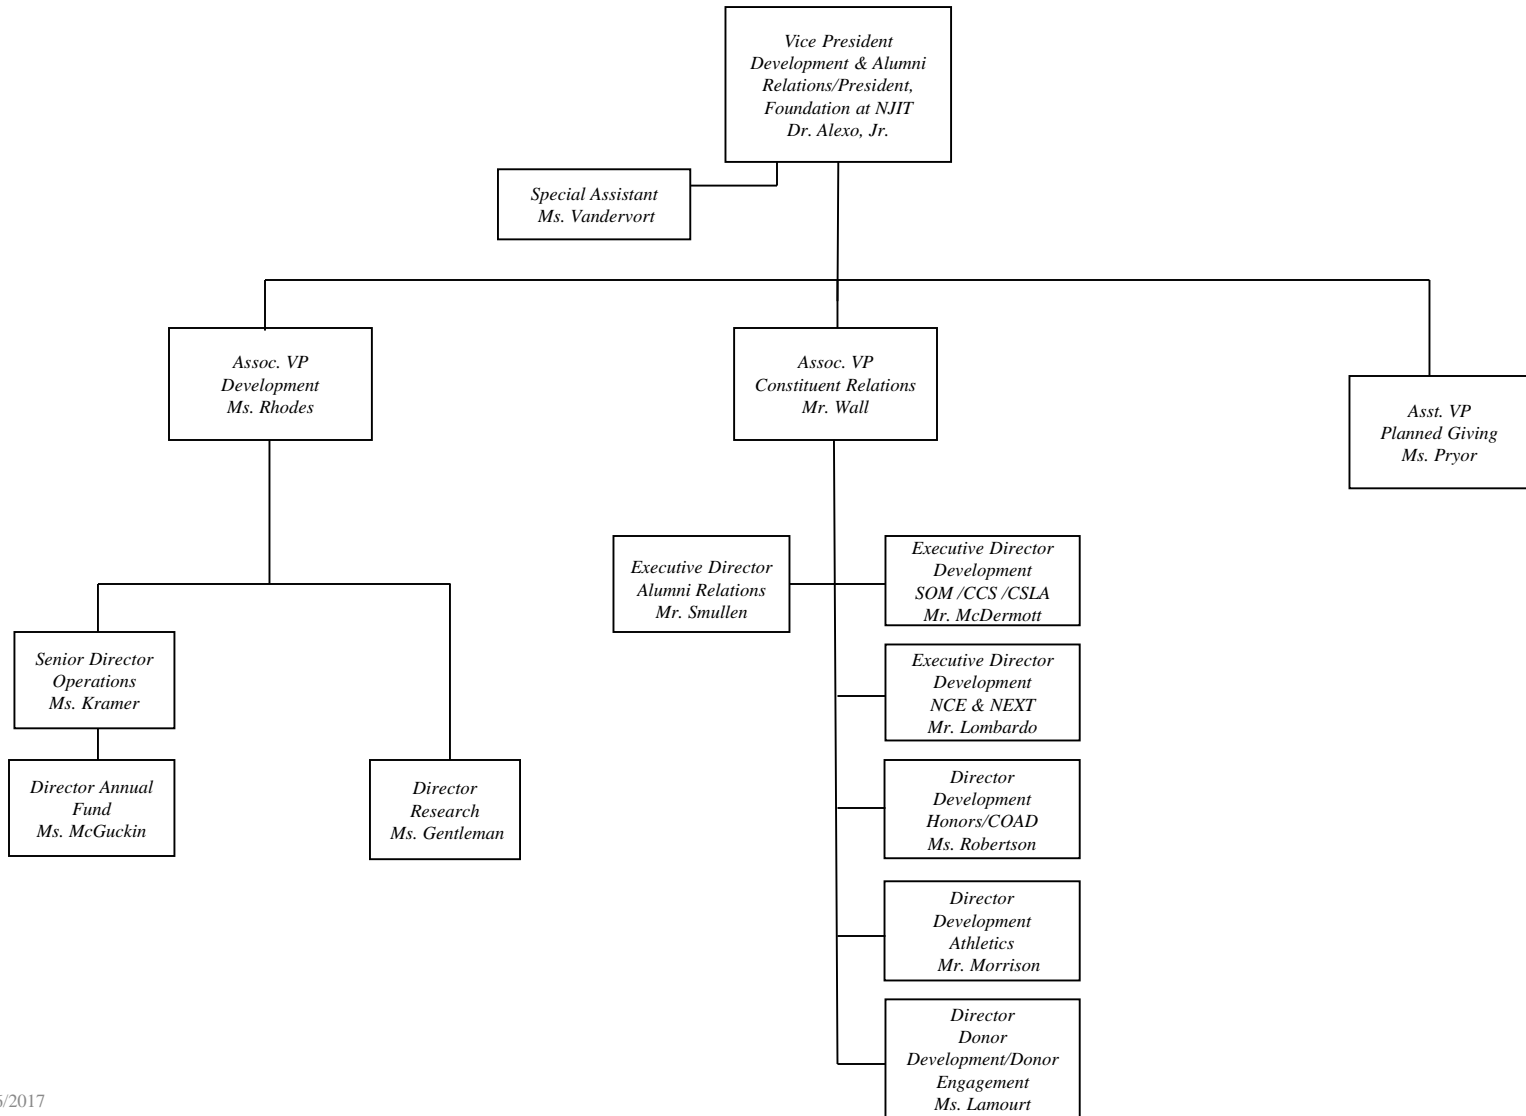 Vice President
Development & Alumni
Relations/President,
Foundation at NJIT
Dr. Alexo, Jr.
Special Assistant
Ms. Vandervort
Assoc. VP
Development
Ms. Rhodes
Assoc. VP
Constituent Relations
Mr. Wall
Asst. VP
Planned Giving
Ms. Pryor
Executive Director
Alumni Relations
Mr. Smullen
Executive Director
Development
SOM /CCS /CSLA
Mr. McDermott
Senior Director
Operations
Ms. Kramer
Executive Director
Development
NCE & NEXT
Mr. Lombardo
Director Annual
Fund
Ms. McGuckin
Director
Research
Ms. Gentleman
Director
Development
Honors/COAD
Ms. Robertson
Director
Development
Athletics
Mr. Morrison
Director
Donor
Development/Donor
Engagement
Ms. Lamourt
/2017